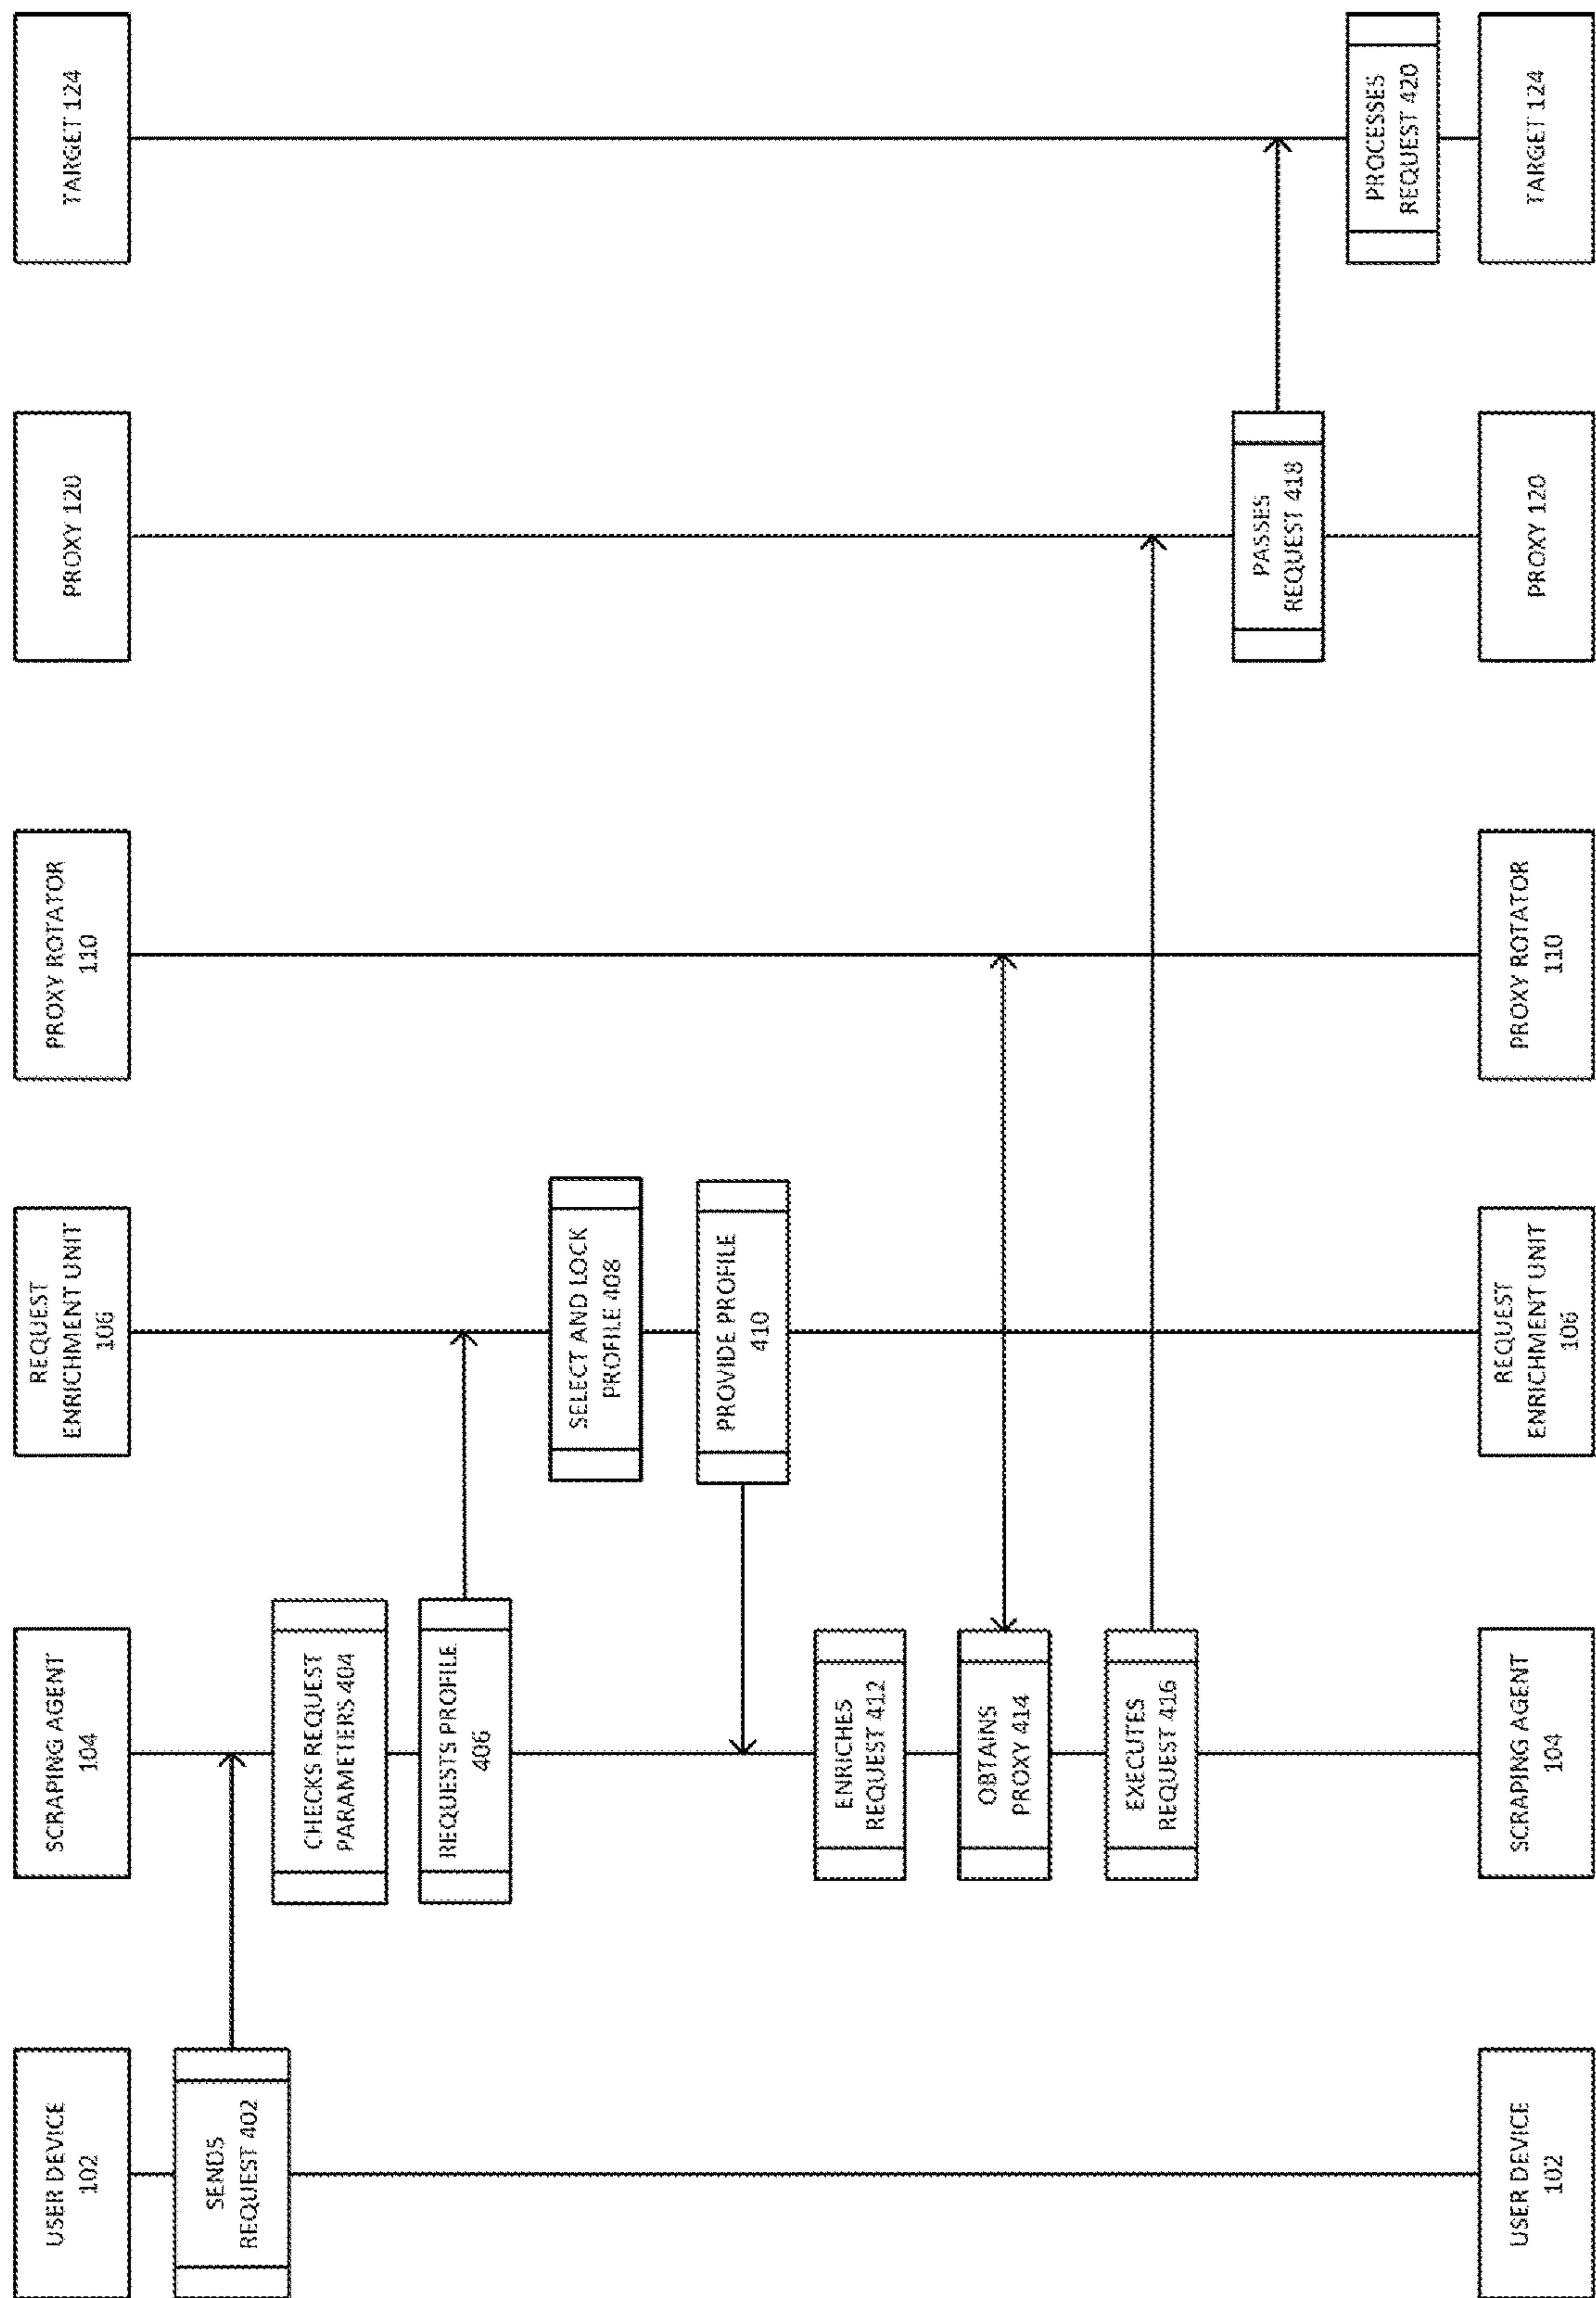 USER DEVICE
102
SCRAPING AGENT
104
REQUEST
ENRICHMENT UNIT
106
PROXY ROTATOR
110
PROXY 120
TARGET 124
SENDS
REQUEST 402
CHECKS REQUEST
PARAMETERS 404
REQUESTS PROFILE
406
SELECT AND LOCK
PROFILE 408
PROVIDE PROFILE
410
ENRICHES
REQUEST 412
OBTAINS
PROXY 414
EXECUTES
REQUEST 416
PASSES
REQUEST 418
PROCESSES
REQUEST 420
USER DEVICE
102
SCRAPING AGENT
104
REQUEST
ENRICHMENT UNIT
106
PROXY ROTATOR
110
PROXY 120
TARGET 124